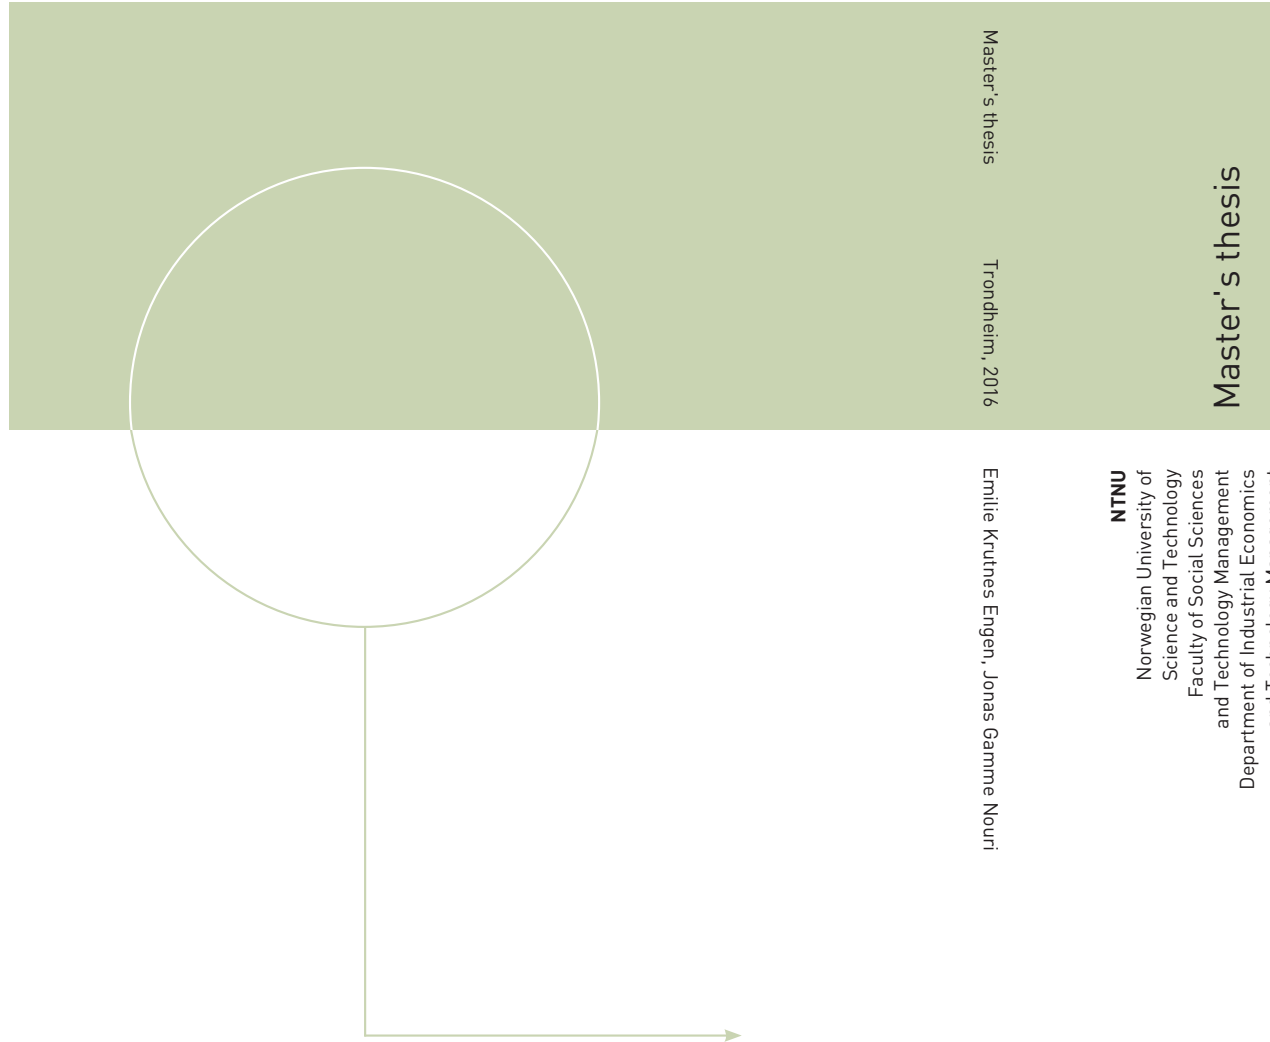 Master's thesis
Trondheim, 2016
Emilie Krutnes Engen, Jonas Gamme Nouri
Master's thesis
NTNU
Norwegian University of
Science and Technology
Faculty of Social Sciences
and Technology Management
Department of Industrial Economics